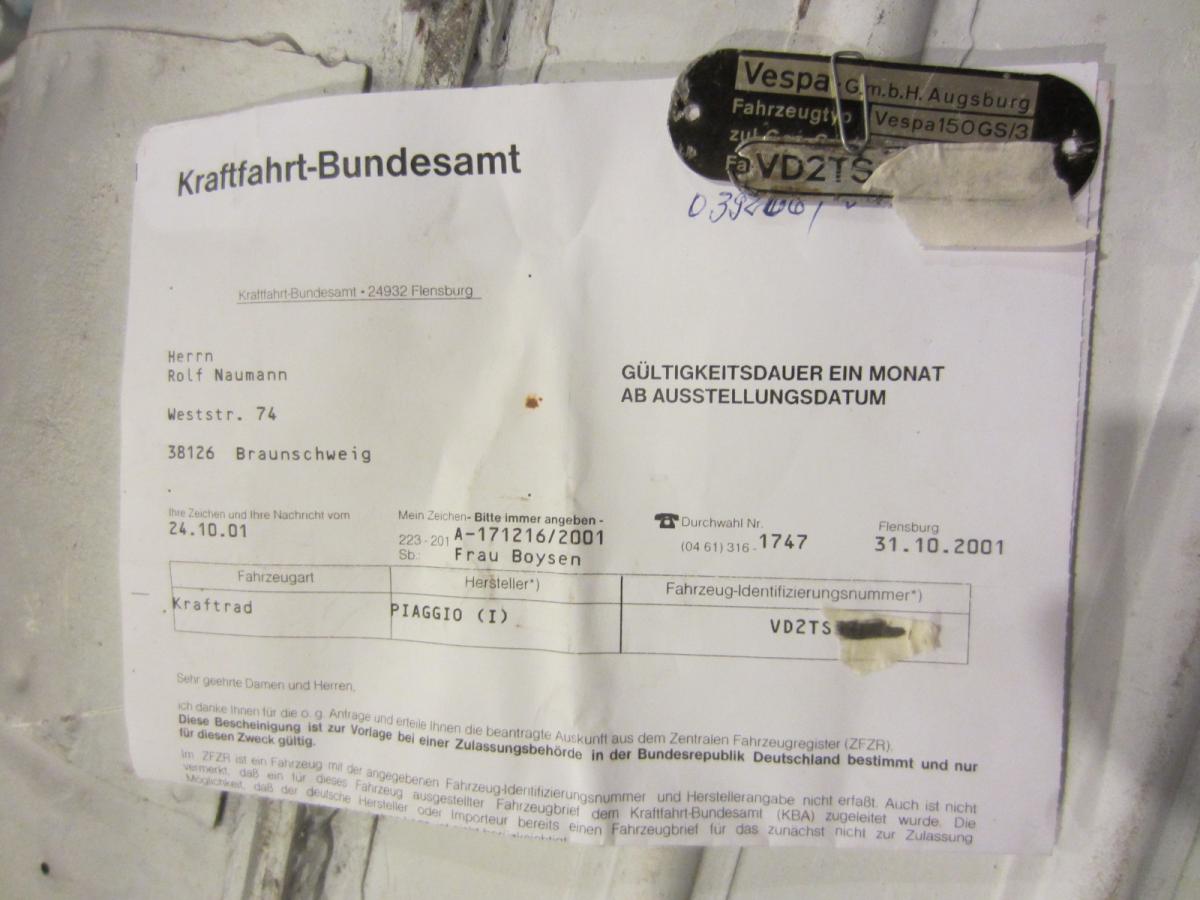 Vespa G.m.b.H. Augsburg
Fahrzeugtyp Vespa150GS/3
zul.
VD2TS
Kraftfahrt-Bundesamt
Kraftfahrt-Bundesamt • 24932 Flensburg
Herrn
Rolf Naumann
GÜLTIGKEITSDAUER EIN MONAT
AB AUSSTELLUNGSDATUM
Weststr. 74
38126 Braunschweig
Ihre Zeichen und Ihre Nachricht vom
24.10.01
Mein Zeichen- Bitte immer angeben -
223-201 A-171216/2001
Sb.: Frau Boysen
Durchwahl Nr.
(04 61) 316 - 1747
Flensburg
31.10.2001
Fahrzeugart Hersteller*) Fahrzeug-Identifizierungsnummer*)
Kraftrad PIAGGIO (I) VD2TS
Sehr geehrte Damen und Herren,
ich danke Ihnen für die o. g. Antrage und erteile Ihnen die beantragte Auskunft aus dem Zentralen Fahrzeugregister (ZFZR).
Diese Bescheinigung ist zur Vorlage bei einer Zulassungsbehörde in der Bundesrepublik Deutschland bestimmt und nur
für diesen Zweck gültig.
Im ZFZR ist ein Fahrzeug mit der angegebenen Fahrzeug-Identifizierungsnummer und Herstellerangabe nicht erfaßt. Auch ist nicht
vermerkt, daß ein für dieses Fahrzeug ausgestellter Fahrzeugbrief dem Kraftfahrt-Bundesamt (KBA) zugeleitet wurde. Die
Möglichkeit, daß der deutsche Hersteller oder Importeur bereits einen Fahrzeugbrief für das zunächst nicht zur Zulassung